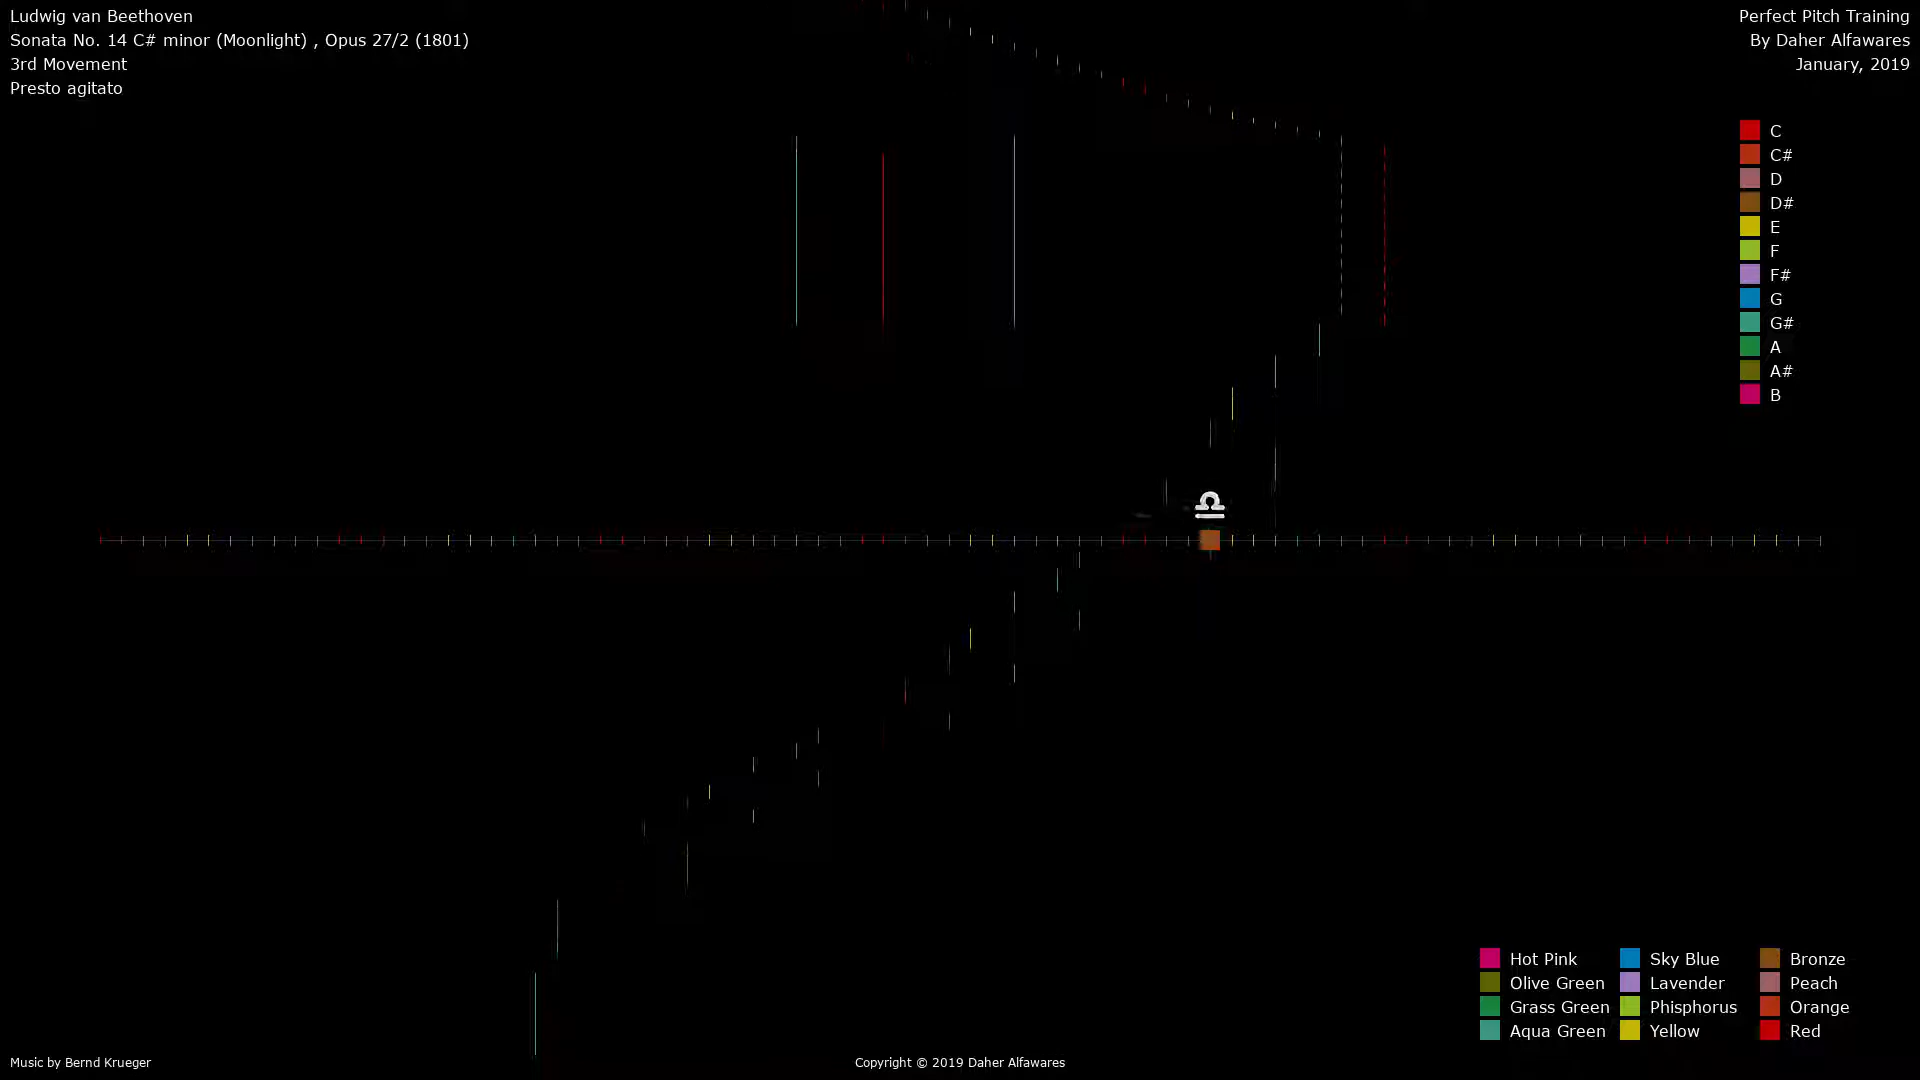 Ludwig van Beethoven
Sonata No. 14 C# minor (Moonlight) , Opus 27/2 (1801)
3rd Movement
Presto agitato
Perfect Pitch Training
By Daher Alfawares
January, 2019
C
C#
D
D#
E
F
F#
G
G#
A
A#
B
♎
Hot Pink Sky Blue Bronze
Olive Green Lavender Peach
Grass Green Phisphorus Orange
Aqua Green Yellow Red
Music by Bernd Krueger
Copyright © 2019 Daher Alfawares